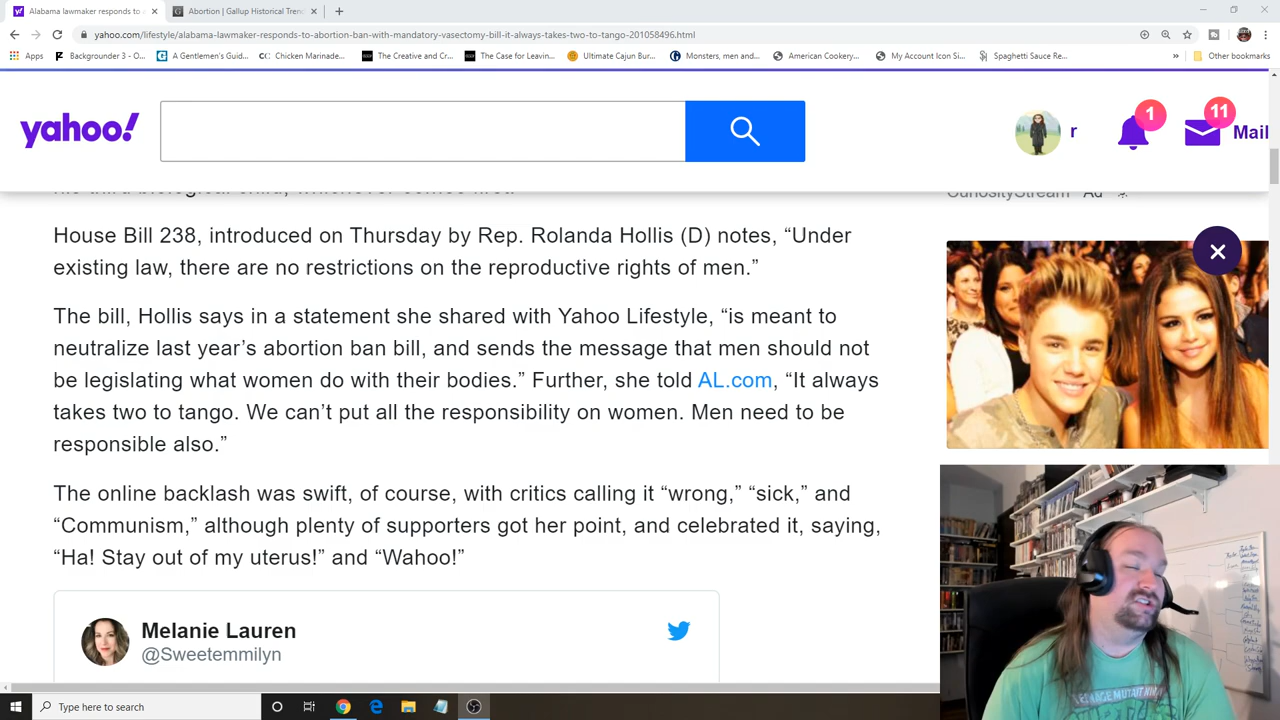 Alabama lawmaker responds to a
Abortion | Gallup Historical Tren
yahoo.com/lifestyle/alabama-lawmaker-responds-to-abortion-ban-with-mandatory-vasectomy-bill-it-always-takes-two-to-tango-201058496.html
Apps
Backgrounder 3 - O...
A Gentlemen's Guid...
Chicken Marinade...
The Creative and Cr...
The Case for Leavin...
Ultimate Cajun Bur...
Monsters, men and...
American Cookery...
My Account Icon Si...
Spaghetti Sauce Re...
Other bookmarks
yahoo!
r
1
11
Mail
CuriosityStream Ad
his third biological child, whichever comes first.
House Bill 238, introduced on Thursday by Rep. Rolanda Hollis (D) notes, “Under
existing law, there are no restrictions on the reproductive rights of men.”
The bill, Hollis says in a statement she shared with Yahoo Lifestyle, “is meant to
neutralize last year’s abortion ban bill, and sends the message that men should not
be legislating what women do with their bodies.” Further, she told AL.com, “It always
takes two to tango. We can’t put all the responsibility on women. Men need to be
responsible also.”
The online backlash was swift, of course, with critics calling it “wrong,” “sick,” and
“Communism,” although plenty of supporters got her point, and celebrated it, saying,
“Ha! Stay out of my uterus!” and “Wahoo!”
Melanie Lauren
@Sweetemmilyn
Type here to search